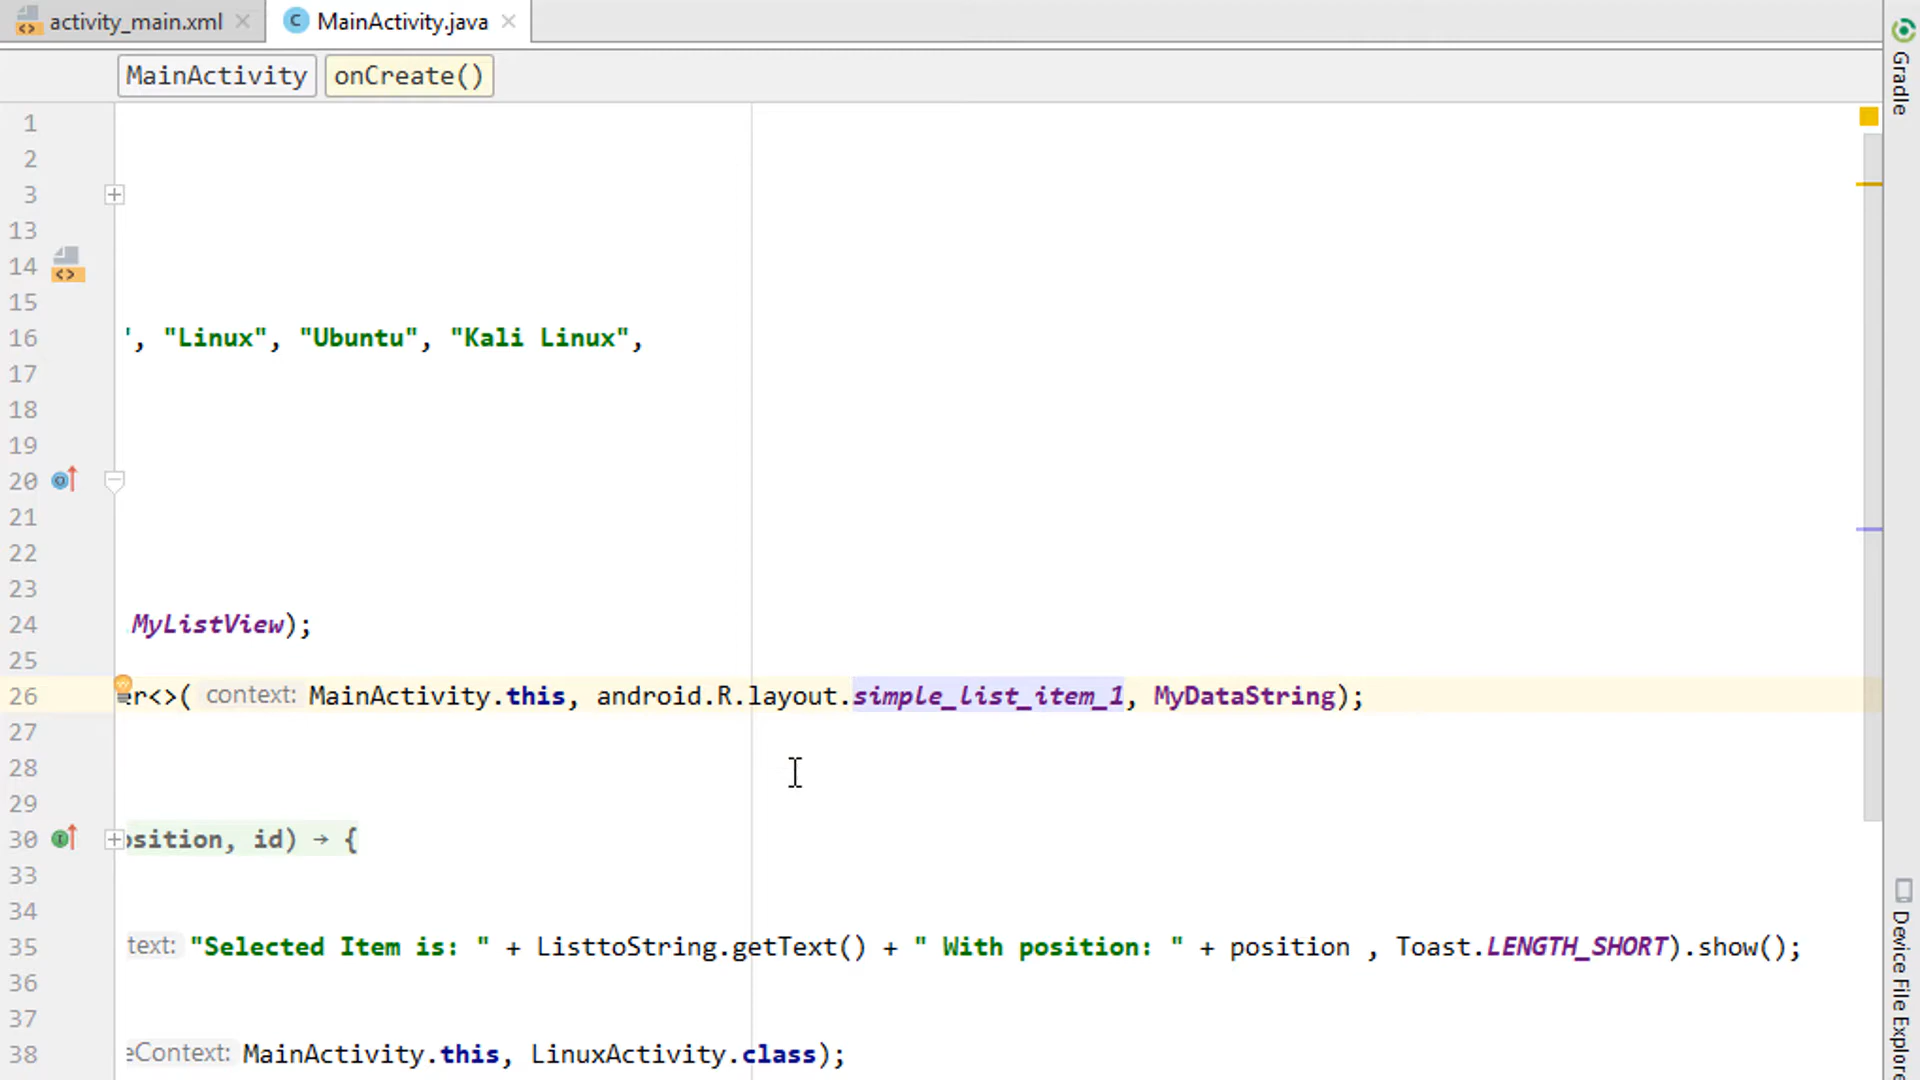 activity_main.xml
MainActivity.java
MainActivity
onCreate()
Gradle
1
2
3
13
14
15
16 ', "Linux", "Ubuntu", "Kali Linux",
17
18
19
20
21
22
23
24 MyListView);
25
26 er<>( context: MainActivity.this, android.R.layout.simple_list_item_1, MyDataString);
27
28
29
30 osition, id) → {
33
34
35 text: "Selected Item is: " + ListtoString.getText() + " With position: " + position , Toast.LENGTH_SHORT).show();
36
37
38 eContext: MainActivity.this, LinuxActivity.class);
Device File Explore